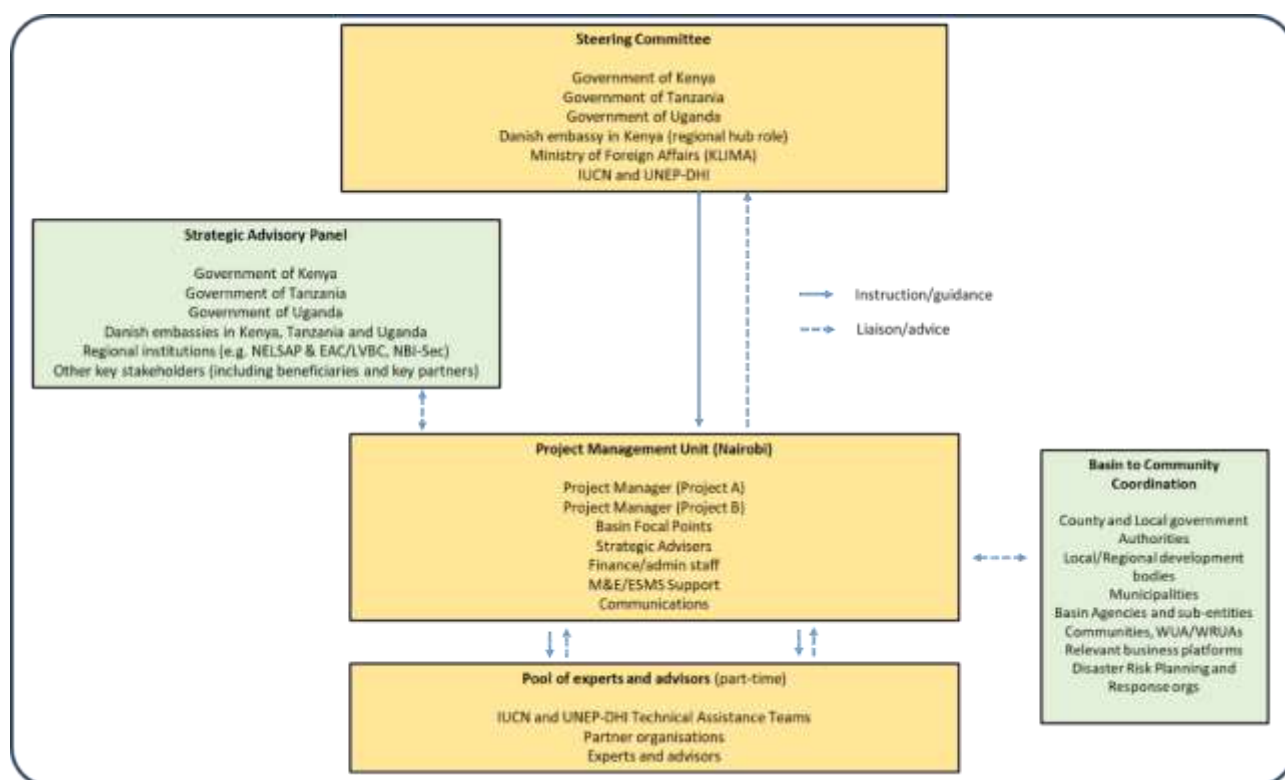 Steering Committee
Government of Kenya
Government of Tanzania
Government of Uganda
Danish embassy in Kenya (regional hub role)
Ministry of Foreign Affairs (KLIMA)
IUCN and UNEP-DHI
Strategic Advisory Panel
Government of Kenya
Government of Tanzania
Government of Uganda
Danish embassies in Kenya, Tanzania and Uganda
Regional institutions (e.g. NELSAP & EAC/LVBC, NBI-Sec)
Other key stakeholders (including beneficiaries and key partners)
Instruction/guidance
Liaison/advice
Project Management Unit (Nairobi)
Project Manager (Project A)
Project Manager (Project B)
Basin Focal Points
Strategic Advisers
Finance/admin staff
M&E/ESMS Support
Communications
Basin to Community
Coordination
County and Local government
Authorities
Local/Regional development
bodies
Municipalities
Basin Agencies and sub-entities
Communities, WUA/WRUAs
Relevant business platforms
Disaster Risk Planning and
Response orgs
Pool of experts and advisors (part-time)
IUCN and UNEP-DHI Technical Assistance Teams
Partner organisations
Experts and advisors